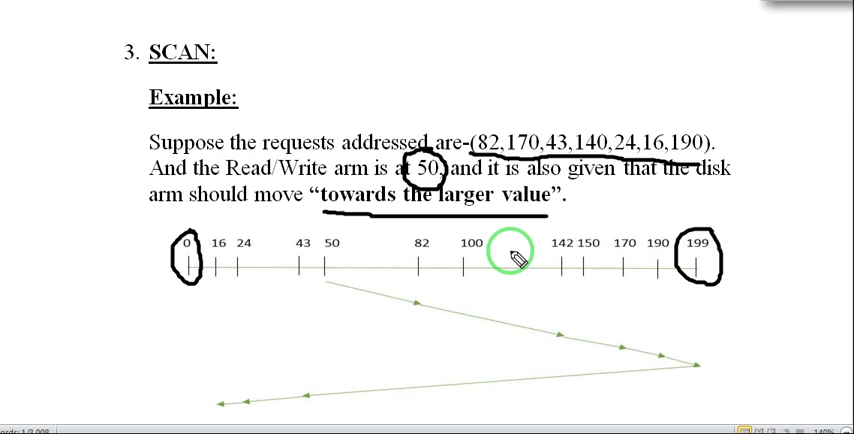 3. SCAN:
Example:
Suppose the requests addressed are-(82,170,43,140,24,16,190).
And the Read/Write arm is at 50, and it is also given that the disk
arm should move “towards the larger value”.
0 16 24 43 50 82 100 142 150 170 190 199
140%